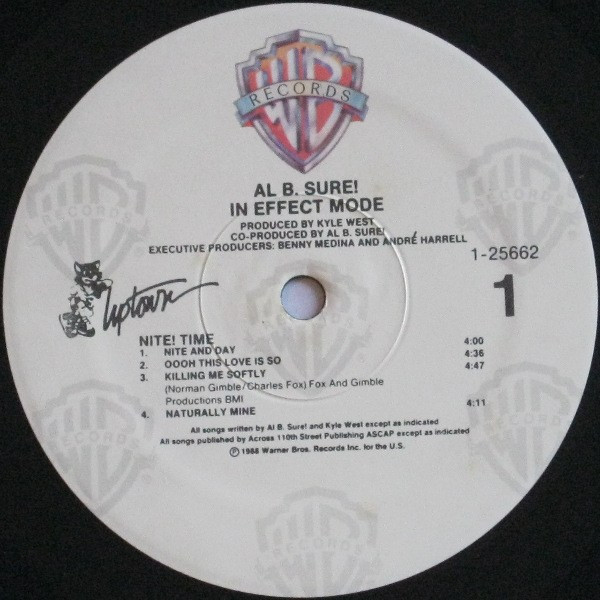 WB
RECORDS
AL B. SURE!
IN EFFECT MODE
PRODUCED BY KYLE WEST
CO-PRODUCED BY AL B. SURE!
EXECUTIVE PRODUCERS: BENNY MEDINA AND ANDRÉ HARRELL
1-25662
1
Uptown
NITE! TIME
1. NITE AND DAY 4:00
2. OOOH THIS LOVE IS SO 4:36
3. KILLING ME SOFTLY 4:47
(Norman Gimble/Charles Fox) Fox And Gimble
Productions BMI
4. NATURALLY MINE 4:11
All songs written by Al B. Sure! and Kyle West except as indicated
All songs published by Across 110th Street Publishing ASCAP except as indicated
℗ 1988 Warner Bros. Records Inc. for the U.S.